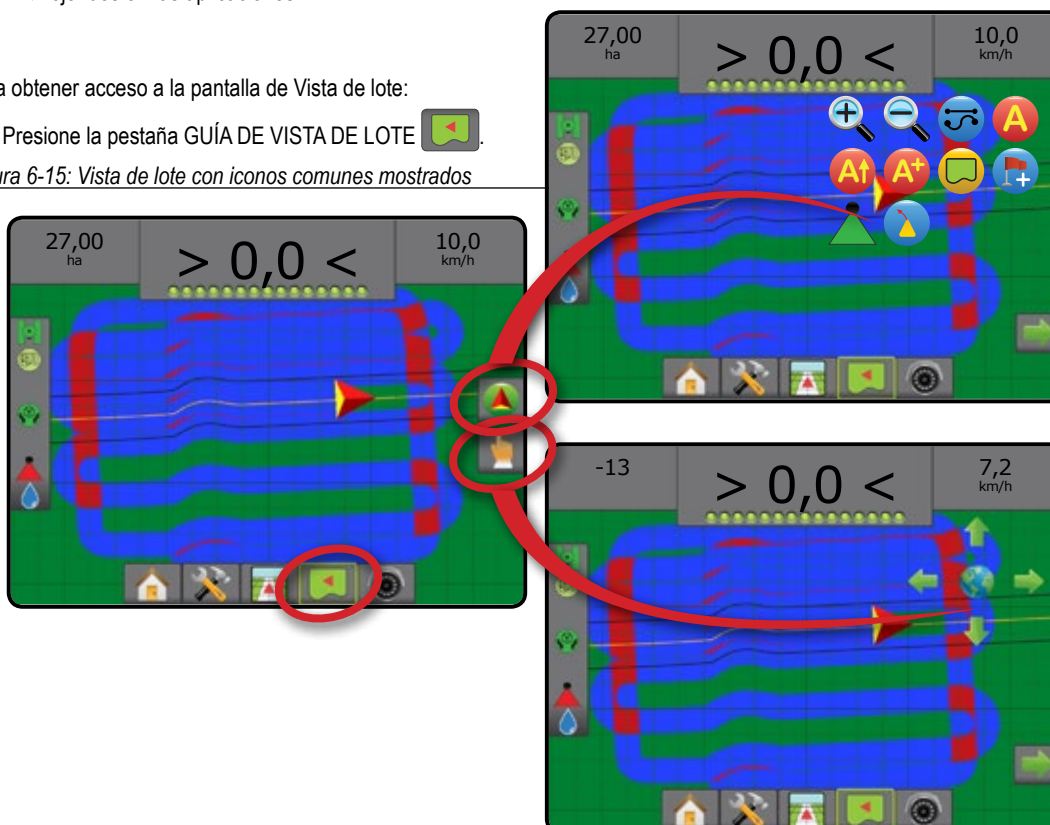 a obtener acceso a la pantalla de Vista de lote:
Presione la pestaña GUÍA DE VISTA DE LOTE .
ura 6-15: Vista de lote con iconos comunes mostrados
27,00
ha
> 0,0 <
10,0
km/h
27,00
ha
> 0,0 <
10,0
km/h
A
A
A+
-13
> 0,0 <
7,2
km/h